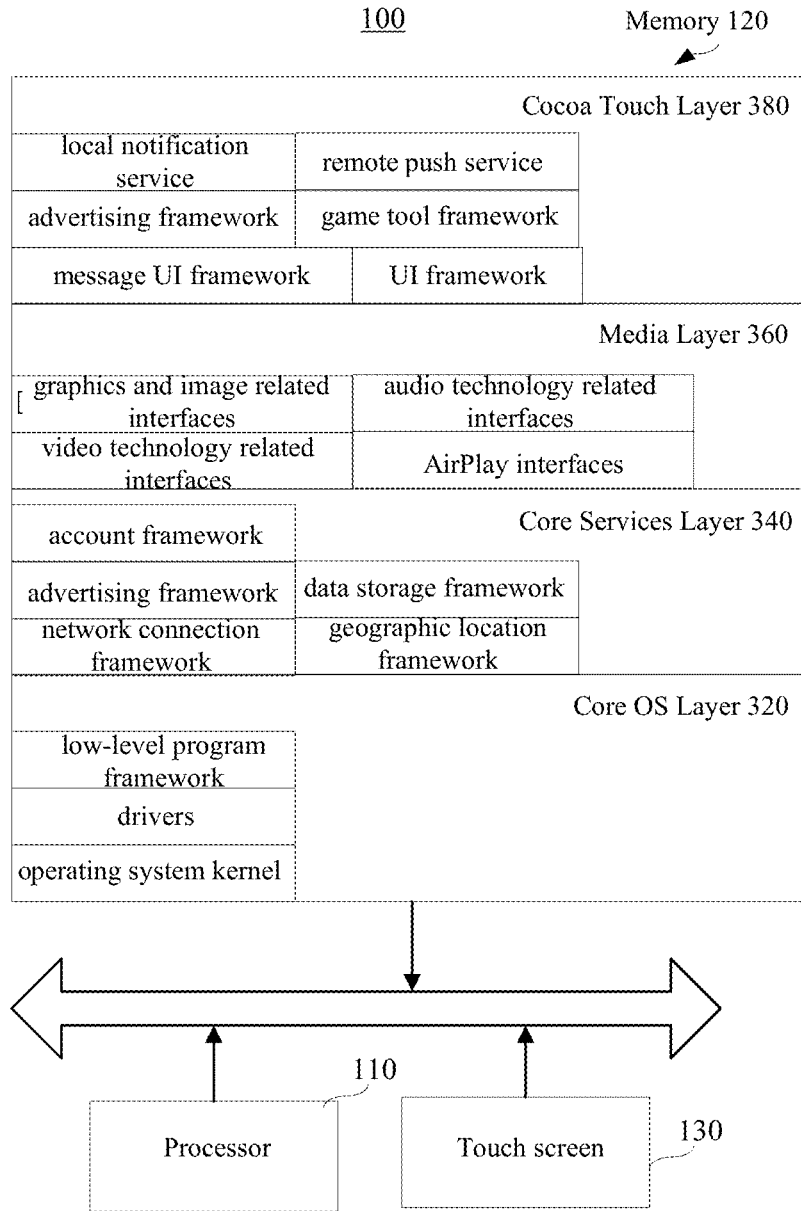 100
Memory 120
Cocoa Touch Layer 380
local notification
service
remote push service
advertising framework
game tool framework
message UI framework
UI framework
Media Layer 360
[ graphics and image related
interfaces
audio technology related
interfaces
video technology related
interfaces
AirPlay interfaces
Core Services Layer 340
account framework
advertising framework
data storage framework
network connection
framework
geographic location
framework
Core OS Layer 320
low-level program
framework
drivers
operating system kernel
110
Processor
Touch screen
130